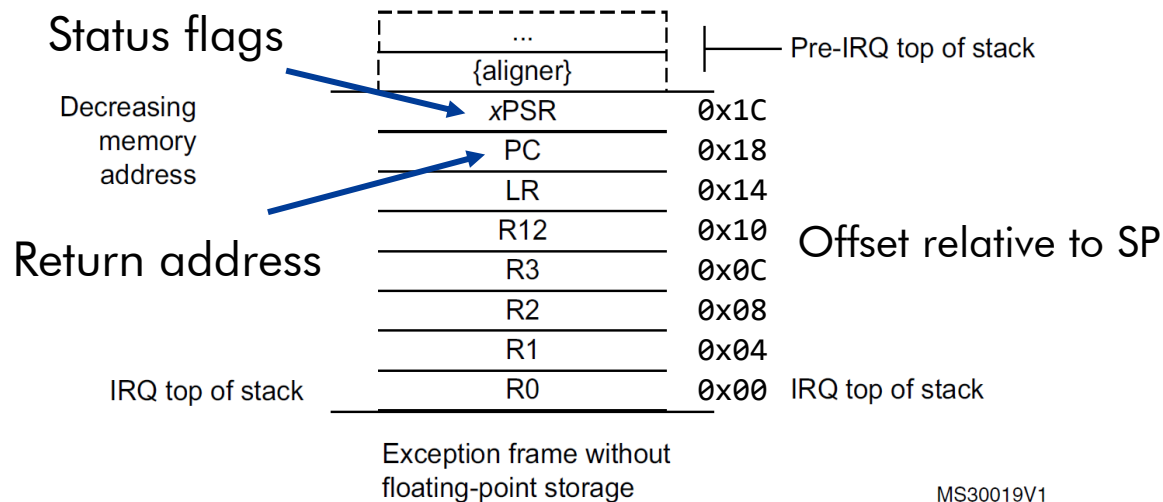 Status flags
...
Pre-IRQ top of stack
{aligner}
Decreasing
memory
address
xPSR 0x1C
PC 0x18
LR 0x14
R12 0x10
Return address
Offset relative to SP
R3 0x0C
R2 0x08
R1 0x04
IRQ top of stack R0 0x00 IRQ top of stack
Exception frame without
floating-point storage
MS30019V1